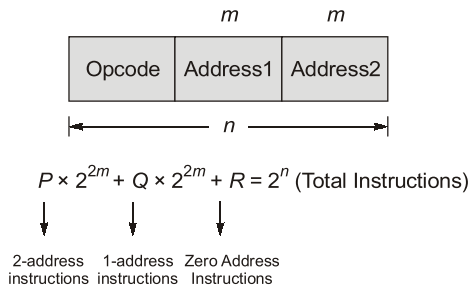 m m
Opcode Address1 Address2
n
P × 2^{2m} + Q × 2^{2m} + R = 2^n (Total Instructions)
2-address 1-address Zero Address
instructions instructions Instructions